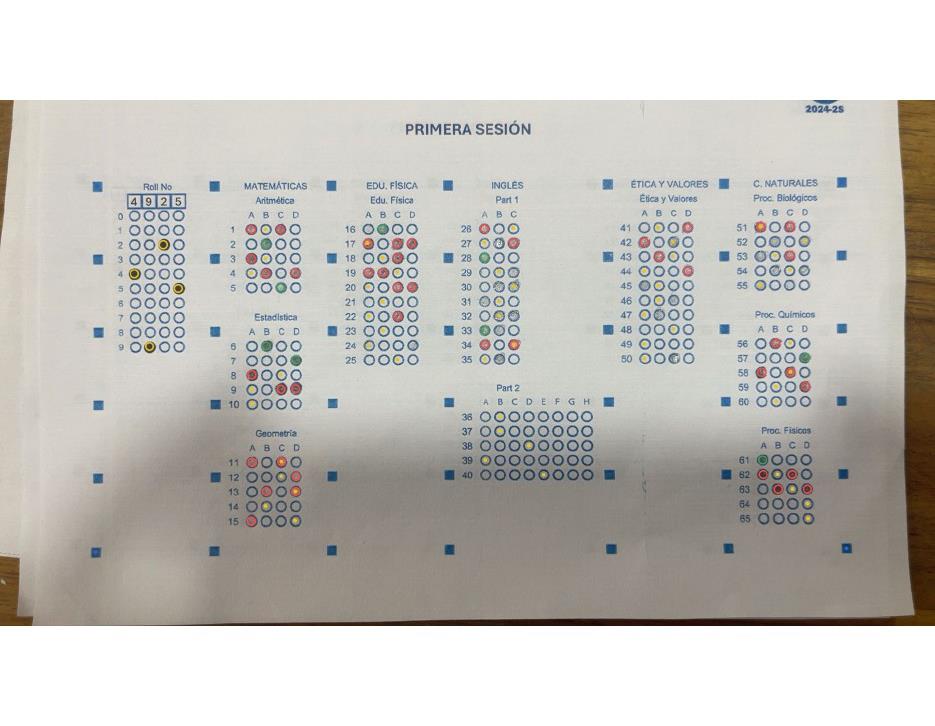 2024-2S
PRIMERA SESIÓN
Roll No
4 9 2 5
0
1
2
3
4
5
6
7
8
9
MATEMÁTICAS
Aritmética
A B C D
1
2
3
4
5
Estadística
A B C D
6
7
8
9
10
Geometría
A B C D
11
12
13
14
15
EDU. FÍSICA
Edu. Física
A B C D
16
17
18
19
20
21
22
23
24
25
INGLÉS
Part 1
A B C
26
27
28
29
30
31
32
33
34
35
Part 2
A B C D E F G H
36
37
38
39
40
ÉTICA Y VALORES
Ética y Valores
A B C D
41
42
43
44
45
46
47
48
49
50
C. NATURALES
Proc. Biológicos
A B C D
51
52
53
54
55
Proc. Químicos
A B C D
56
57
58
59
60
Proc. Físicos
A B C D
61
62
63
64
65